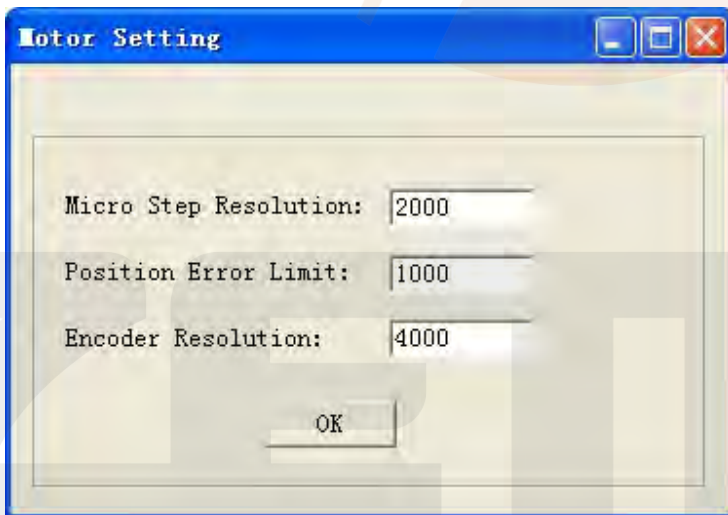 Motor Setting
Micro Step Resolution: 2000
Position Error Limit: 1000
Encoder Resolution: 4000
OK